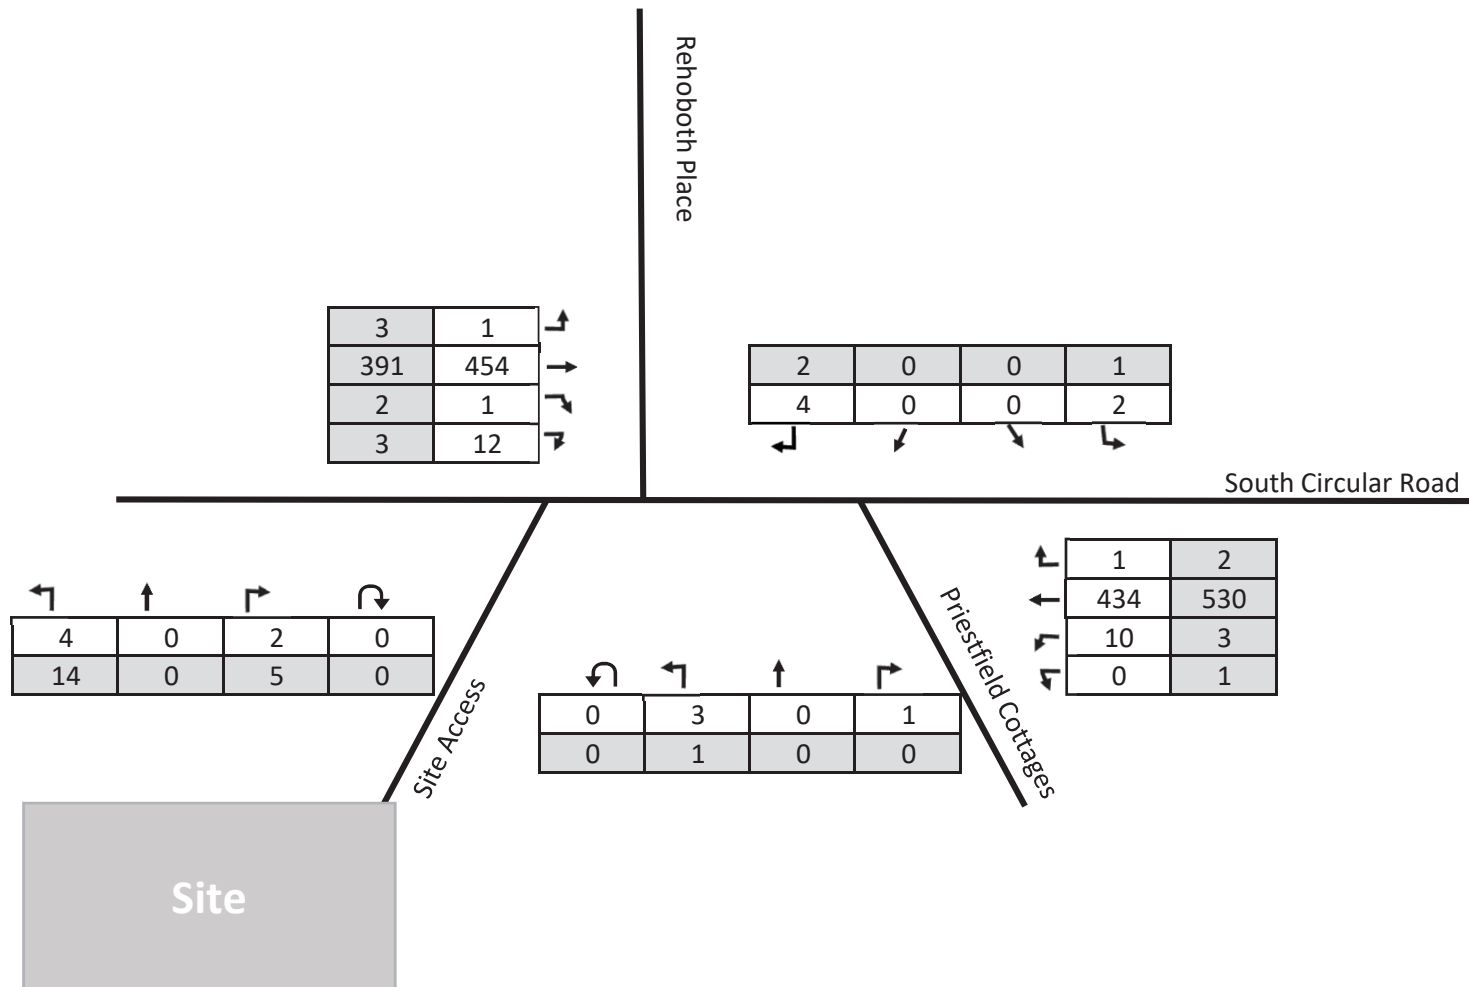 Rehoboth Place
3 1
391 454
2 1
3 12
2 0 0 1
4 0 0 2
South Circular Road
1 2
434 530
10 3
0 1
4 0 2 0
14 0 5 0
0 3 0 1
0 1 0 0
Site Access
Priestfield Cottages
Site